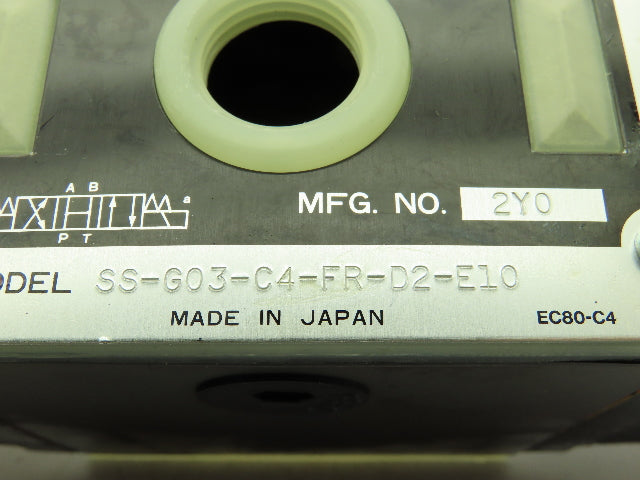 A B
a
MFG. NO. 2Y0
P T
ODEL SS-G03-C4-FR-D2-E10
MADE IN JAPAN
EC80-C4